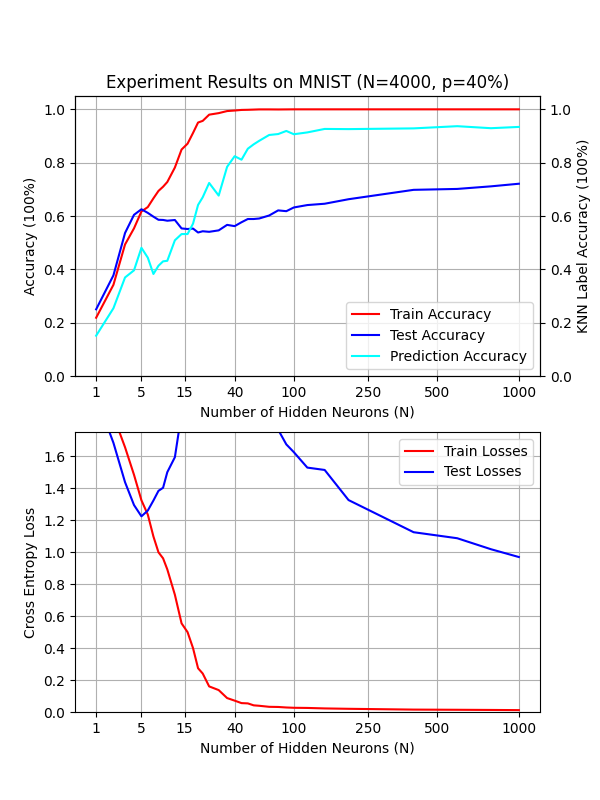 Experiment Results on MNIST (N=4000, p=40%)
1.0
0.8
0.6
0.4
0.2
0.0
Accuracy (100%)
1.0
0.8
0.6
0.4
0.2
0.0
KNN Label Accuracy (100%)
Train Accuracy
Test Accuracy
Prediction Accuracy
1 5 15 40 100 250 500 1000
Number of Hidden Neurons (N)
1.6
1.4
1.2
1.0
0.8
0.6
0.4
0.2
0.0
Cross Entropy Loss
Train Losses
Test Losses
1 5 15 40 100 250 500 1000
Number of Hidden Neurons (N)